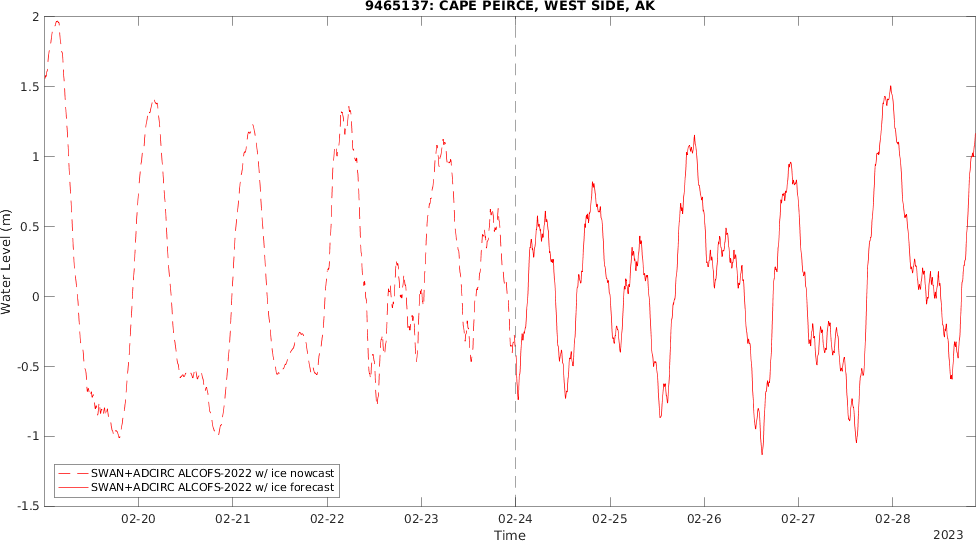 9465137: CAPE PEIRCE, WEST SIDE, AK
2
1.5
1
0.5
0
-0.5
-1
-1.5
Water Level (m)
SWAN+ADCIRC ALCOFS-2022 w/ ice nowcast
SWAN+ADCIRC ALCOFS-2022 w/ ice forecast
02-20 02-21 02-22 02-23 02-24 02-25 02-26 02-27 02-28
Time
2023